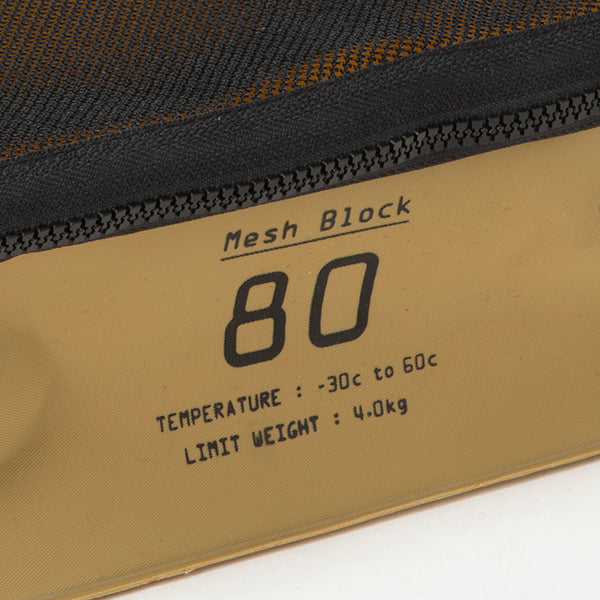 Mesh Block
80
TEMPERATURE : -30c to 60c
LIMIT WEIGHT : 4.0kg